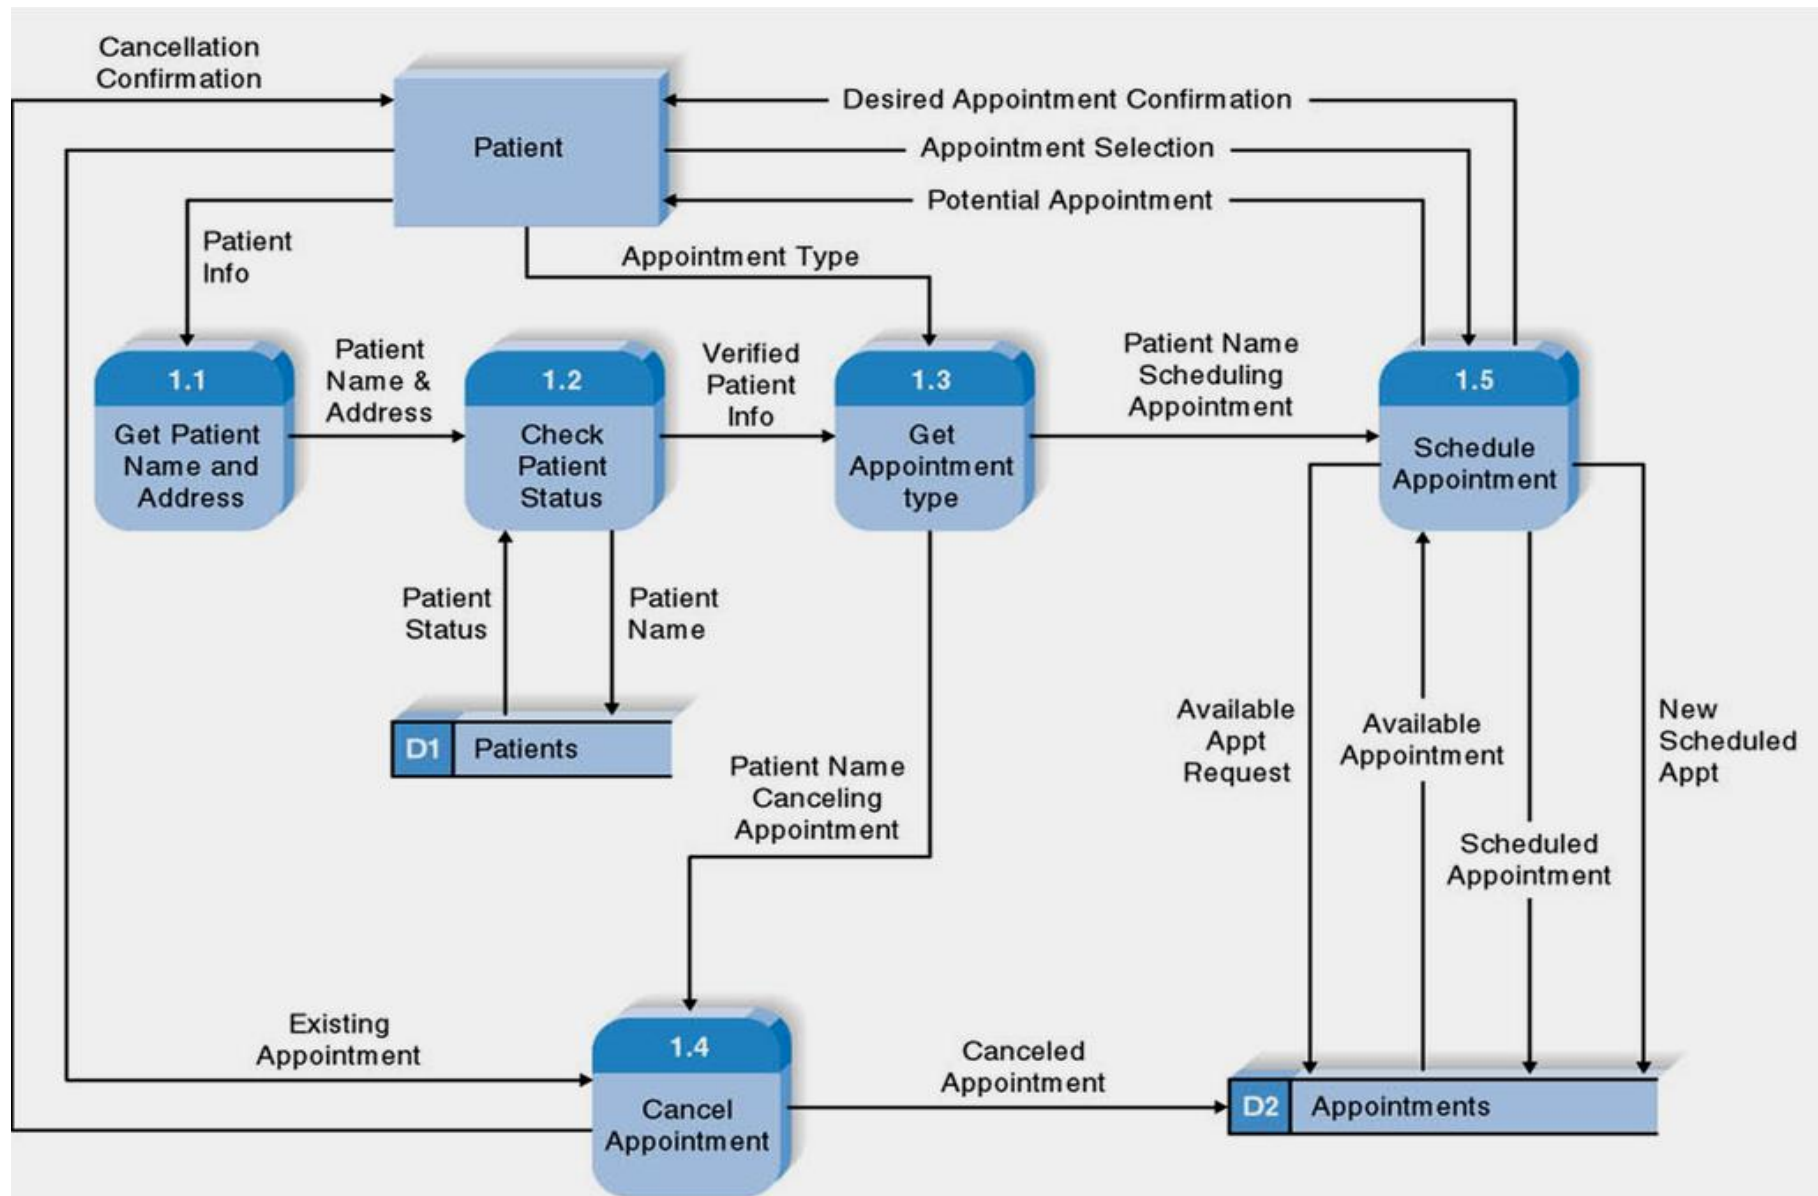 Cancellation
Confirmation
Patient
Desired Appointment Confirmation
Appointment Selection
Potential Appointment
Patient
Info
Appointment Type
1.1
Get Patient
Name and
Address
Patient
Name &
Address
1.2
Check
Patient
Status
Verified
Patient
Info
1.3
Get
Appointment
type
Patient Name
Scheduling
Appointment
1.5
Schedule
Appointment
Patient
Status
Patient
Name
D1
Patients
Patient Name
Canceling
Appointment
Available
Appt
Request
Available
Appointment
Scheduled
Appointment
New
Scheduled
Appt
Existing
Appointment
1.4
Cancel
Appointment
Canceled
Appointment
D2
Appointments